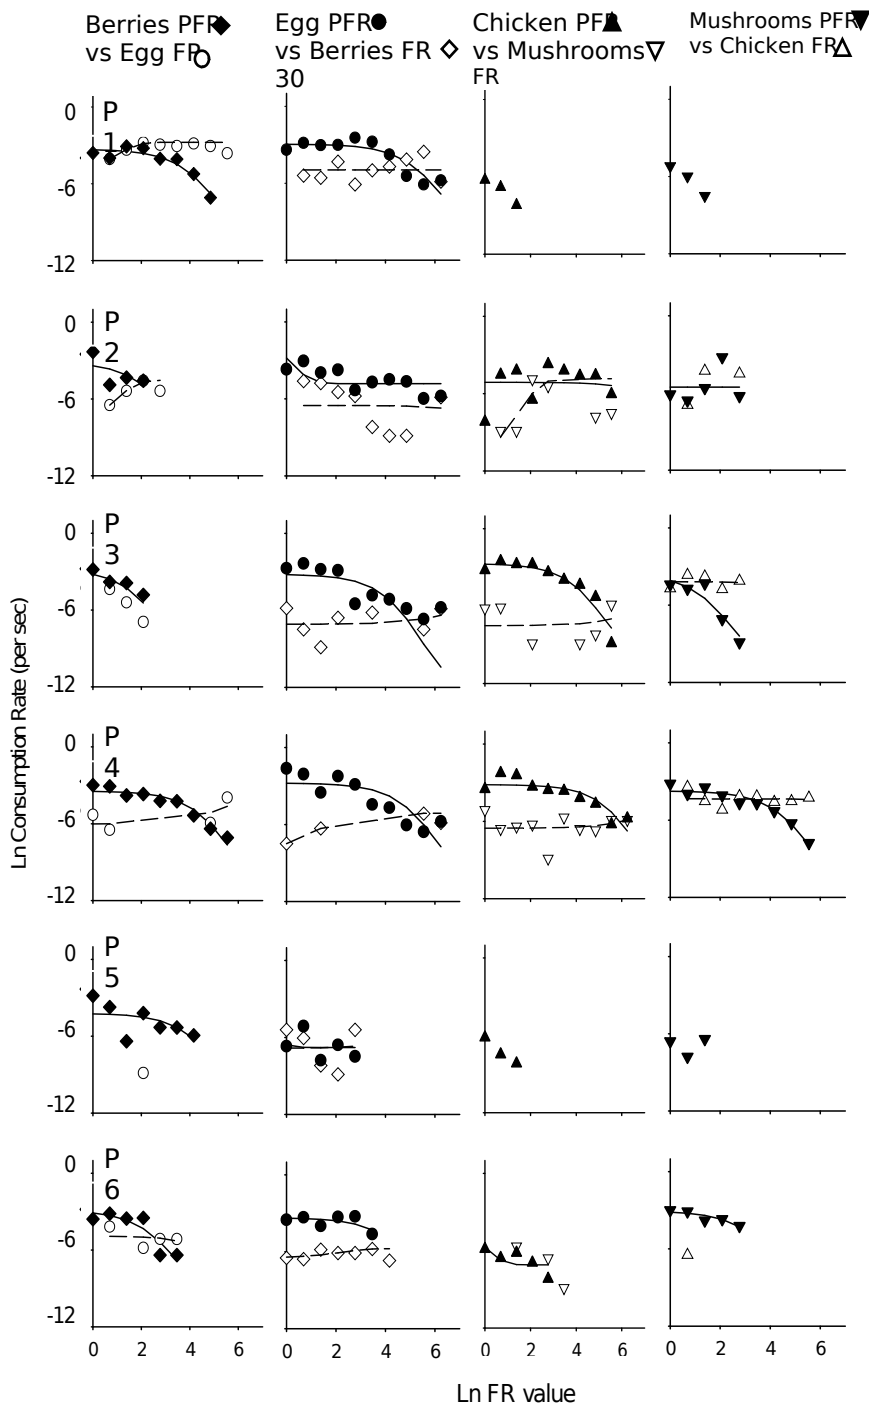 Berries PFR
vs Egg FR
Egg PFR
vs Berries FR
30
Chicken PFR
vs Mushrooms
FR
Mushrooms PFR
vs Chicken FR
0
-6
-12
P
1
0
-6
-12
P
2
0
-6
-12
P
3
0
-6
-12
P
4
0
-6
-12
P
5
0
-6
-12
P
6
0 2 4 6
0 2 4 6
0 2 4 6
0 2 4 6
Ln Consumption Rate (per sec)
Ln FR value